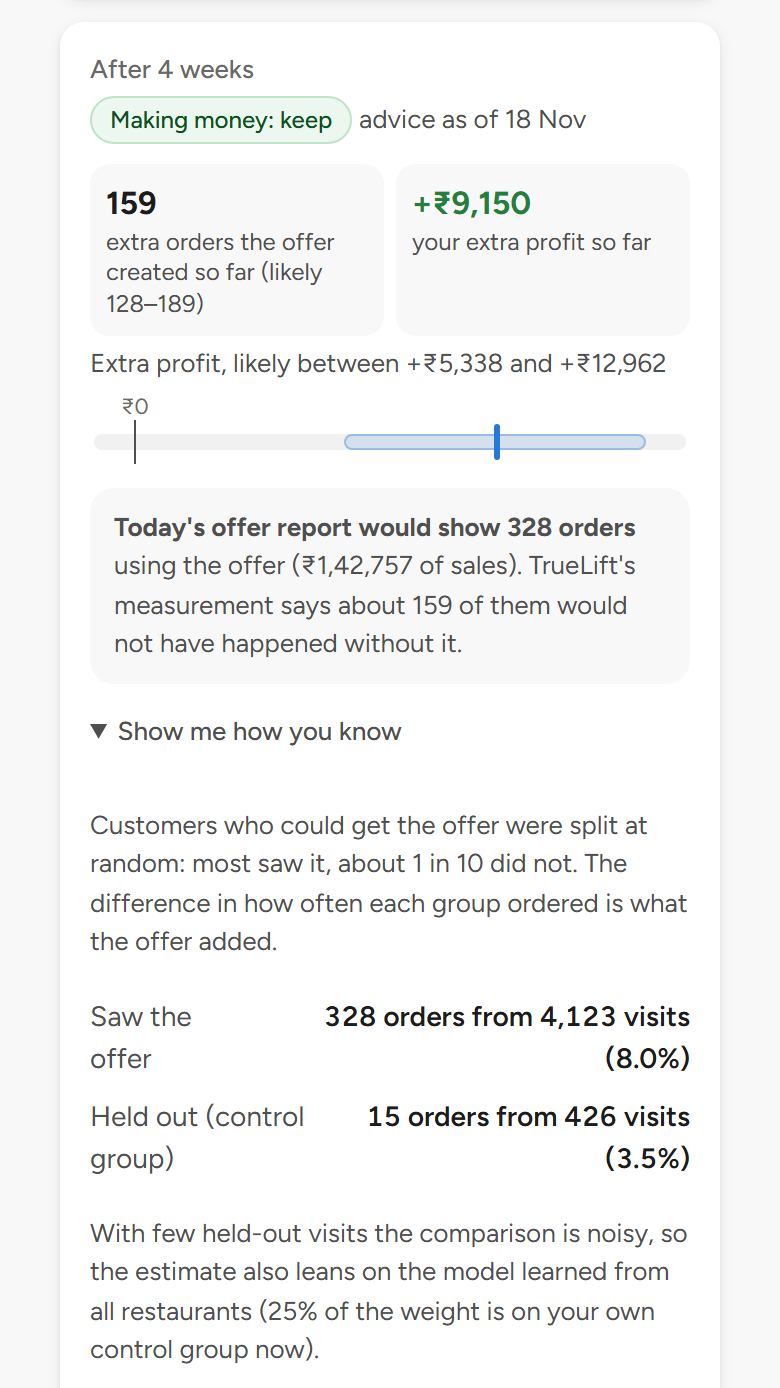 After 4 weeks
Making money: keep advice as of 18 Nov
159
extra orders the offer
created so far (likely
128–189)
+₹9,150
your extra profit so far
Extra profit, likely between +₹5,338 and +₹12,962
₹0
Today's offer report would show 328 orders
using the offer (₹1,42,757 of sales). TrueLift's
measurement says about 159 of them would
not have happened without it.
▼ Show me how you know
Customers who could get the offer were split at
random: most saw it, about 1 in 10 did not. The
difference in how often each group ordered is what
the offer added.
Saw the
offer
328 orders from 4,123 visits
(8.0%)
Held out (control
group)
15 orders from 426 visits
(3.5%)
With few held-out visits the comparison is noisy, so
the estimate also leans on the model learned from
all restaurants (25% of the weight is on your own
control group now).